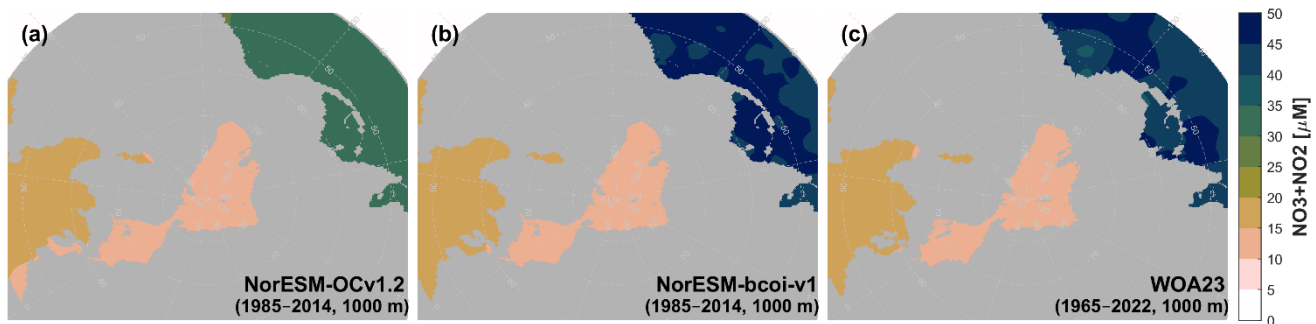 (a)
NorESM-OCv1.2
(1985–2014, 1000 m)
(b)
NorESM-bcoi-v1
(1985–2014, 1000 m)
(c)
WOA23
(1965–2022, 1000 m)
50
45
40
35
30
25
20
15
10
5
0
NO3+NO2 [μM]